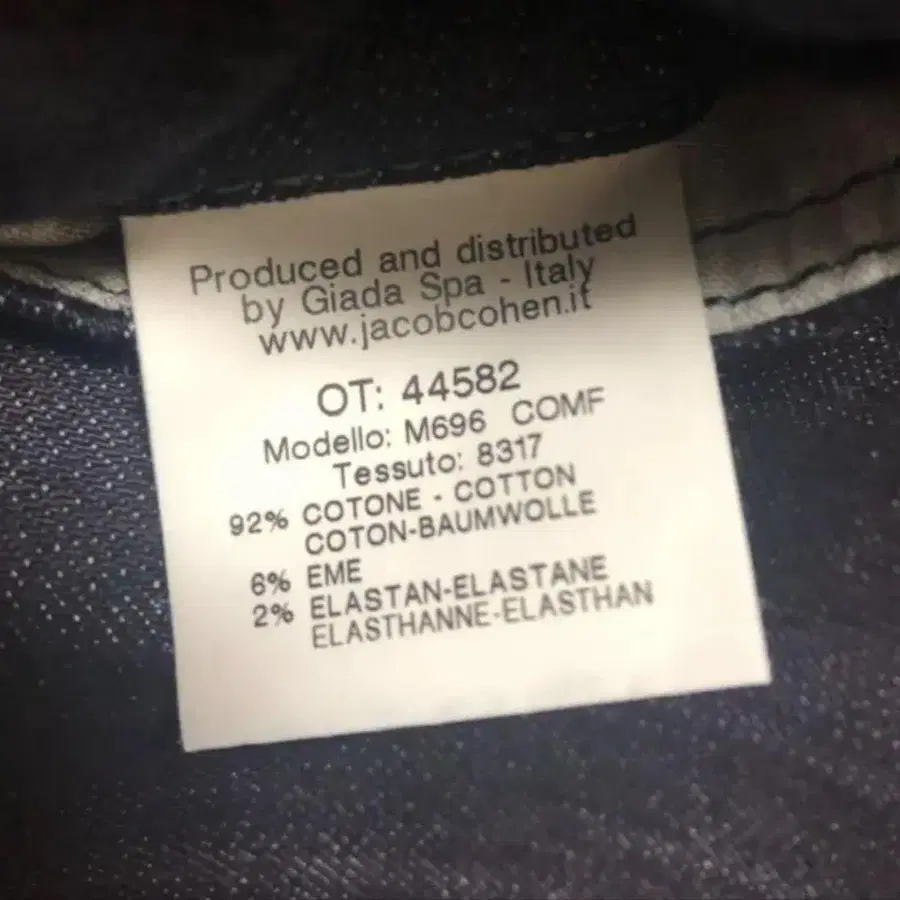 Produced and distributed
by Giada Spa - Italy
www.jacobcohen.it
OT: 44582
Modello: M696 COMF
Tessuto: 8317
92% COTONE - COTTON
COTON-BAUMWOLLE
6% EME
2% ELASTAN-ELASTANE
ELASTHANNE-ELASTHAN